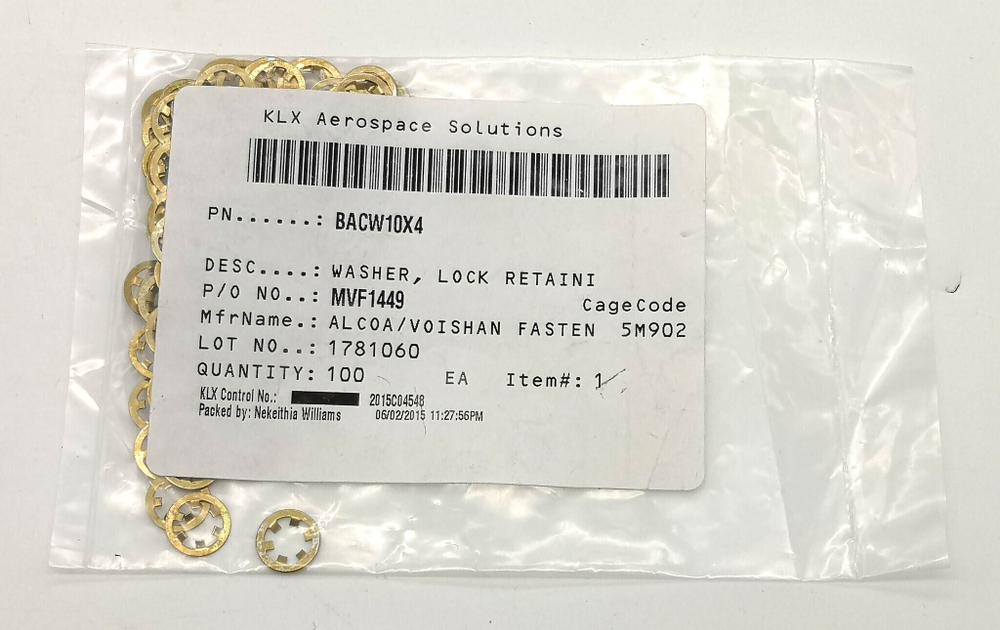 KLX Aerospace Solutions
PN......: BACW10X4
DESC....: WASHER, LOCK RETAINI
P/O NO..: MVF1449 CageCode
MfrName.: ALCOA/VOISHAN FASTEN 5M902
LOT NO..: 1781060
QUANTITY: 100 EA Item#: 1
KLX Control No.: 2015C04548
Packed by: Nekeithia Williams 06/02/2015 11:27:56PM